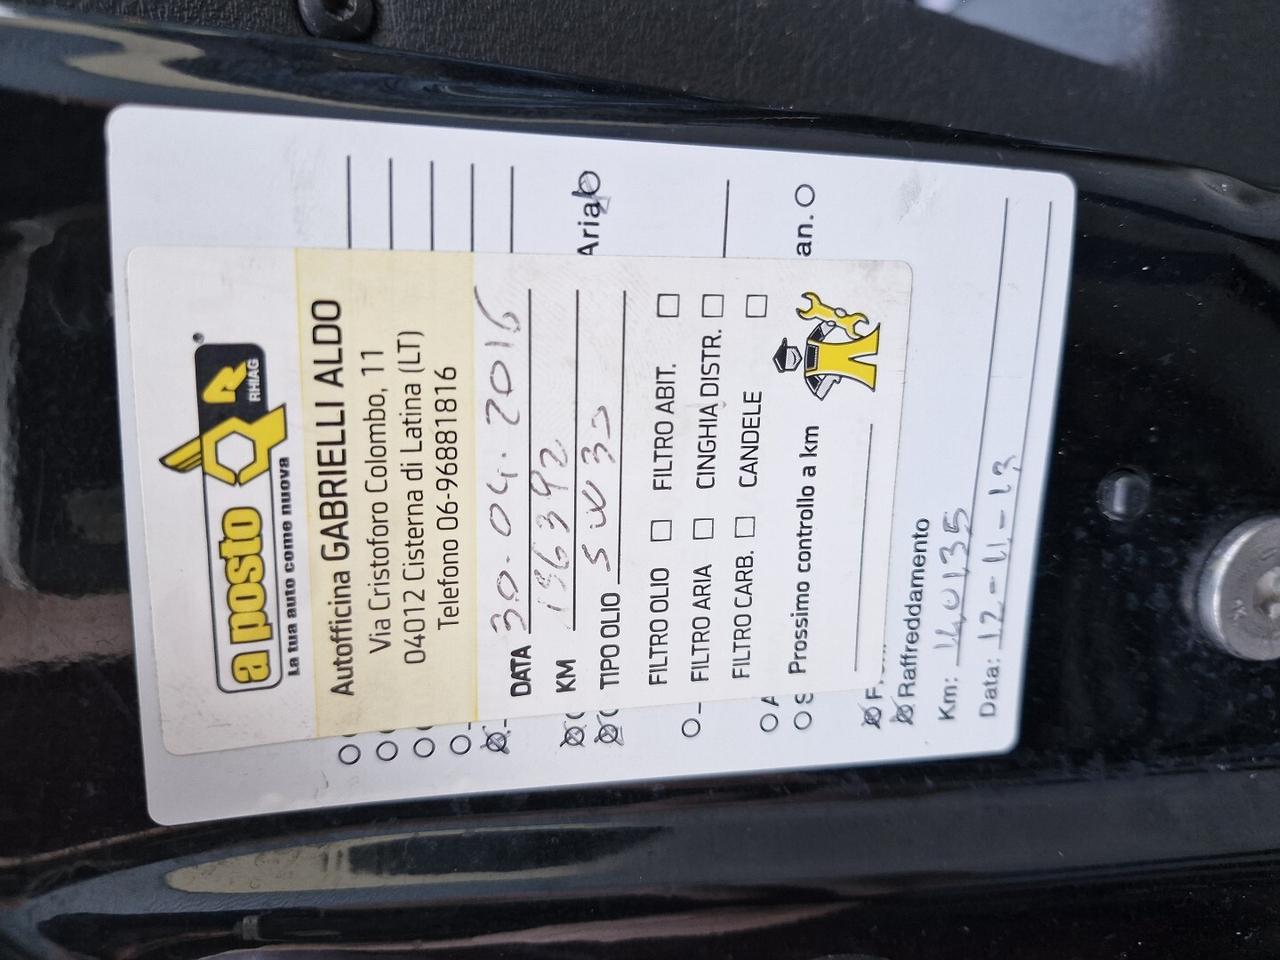 a posto
RHIAG
La tua auto come nuova
Autofficina GABRIELLI ALDO
Via Cristoforo Colombo, 11
04012 Cisterna di Latina (LT)
Telefono 06-96881816
DATA 30.04.2016
KM 196392
TIPO OLIO 5W30
Aria
FILTRO OLIO FILTRO ABIT.
FILTRO ARIA CINGHIA DISTR.
FILTRO CARB. CANDELE
Prossimo controllo a km
an.
Raffreddamento
Km: 140135
Data: 12-11-13